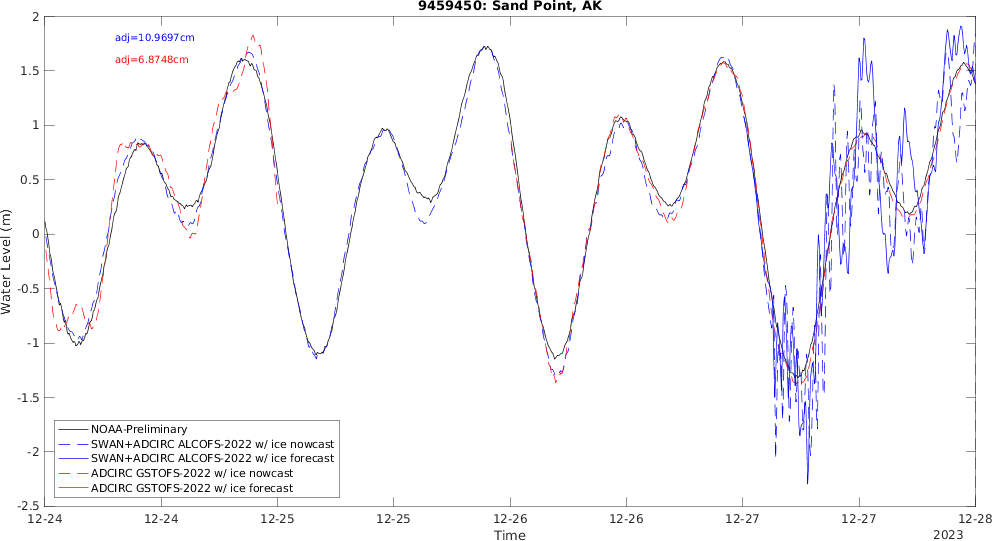 9459450: Sand Point, AK
adj=10.9697cm
adj=6.8748cm
2
1.5
1
0.5
0
-0.5
-1
-1.5
-2
-2.5
Water Level (m)
NOAA-Preliminary
SWAN+ADCIRC ALCOFS-2022 w/ ice nowcast
SWAN+ADCIRC ALCOFS-2022 w/ ice forecast
ADCIRC GSTOFS-2022 w/ ice nowcast
ADCIRC GSTOFS-2022 w/ ice forecast
12-24 12-24 12-25 12-25 12-26 12-26 12-27 12-27 12-28
Time
2023